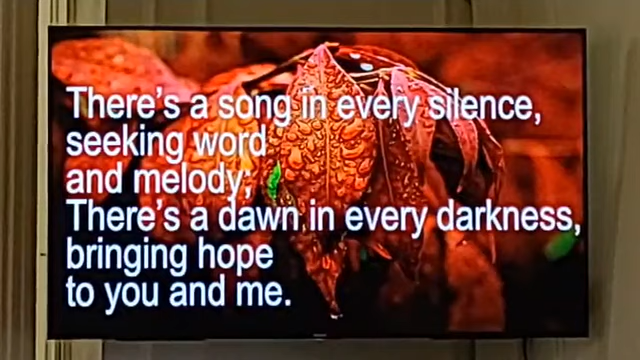 There's a song in every silence,
seeking word
and melody;
There's a dawn in every darkness,
bringing hope
to you and me.